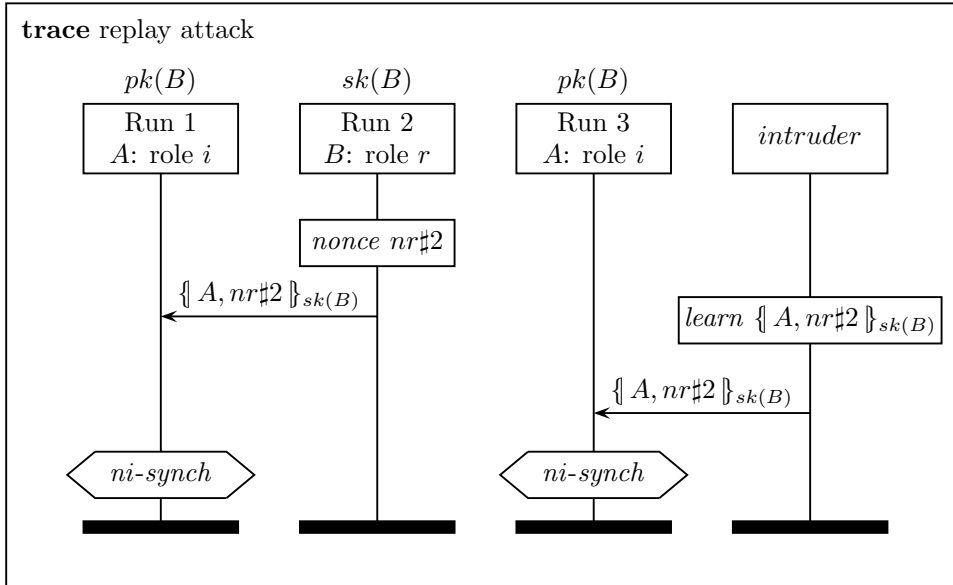 trace replay attack
pk(B) sk(B) pk(B)
Run 1 Run 2 Run 3
A: role i B: role r A: role i intruder
nonce nr♯2
⦃ A, nr♯2 ⦄sk(B)
learn ⦃ A, nr♯2 ⦄sk(B)
⦃ A, nr♯2 ⦄sk(B)
ni-synch ni-synch